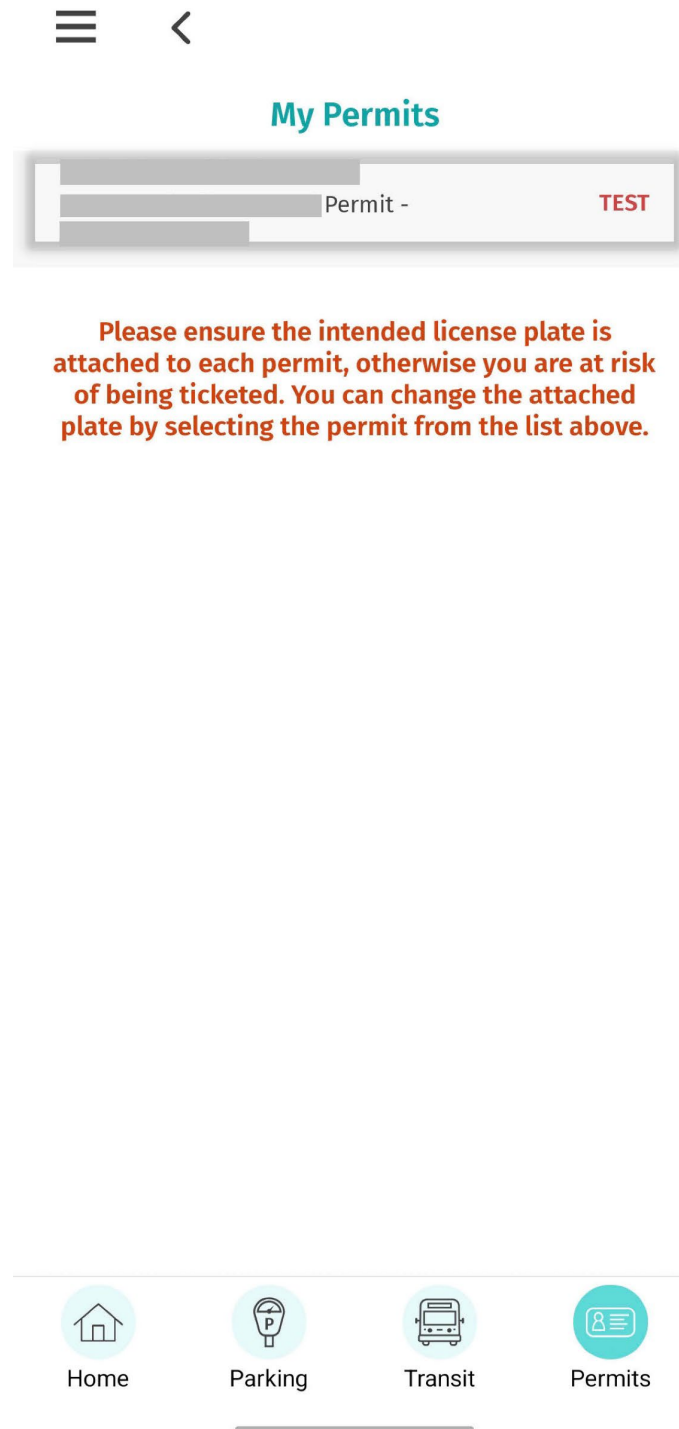 My Permits
Permit -
TEST
Please ensure the intended license plate is
attached to each permit, otherwise you are at risk
of being ticketed. You can change the attached
plate by selecting the permit from the list above.
P
Home
Parking
Transit
Permits